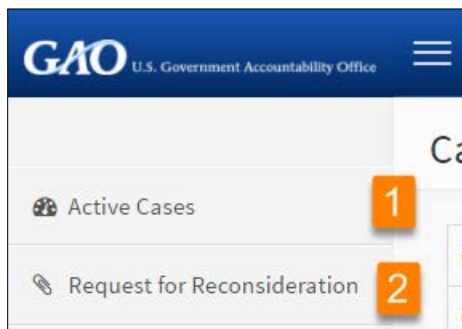 GAO U.S. Government Accountability Office
Ca
Active Cases 1
Request for Reconsideration 2